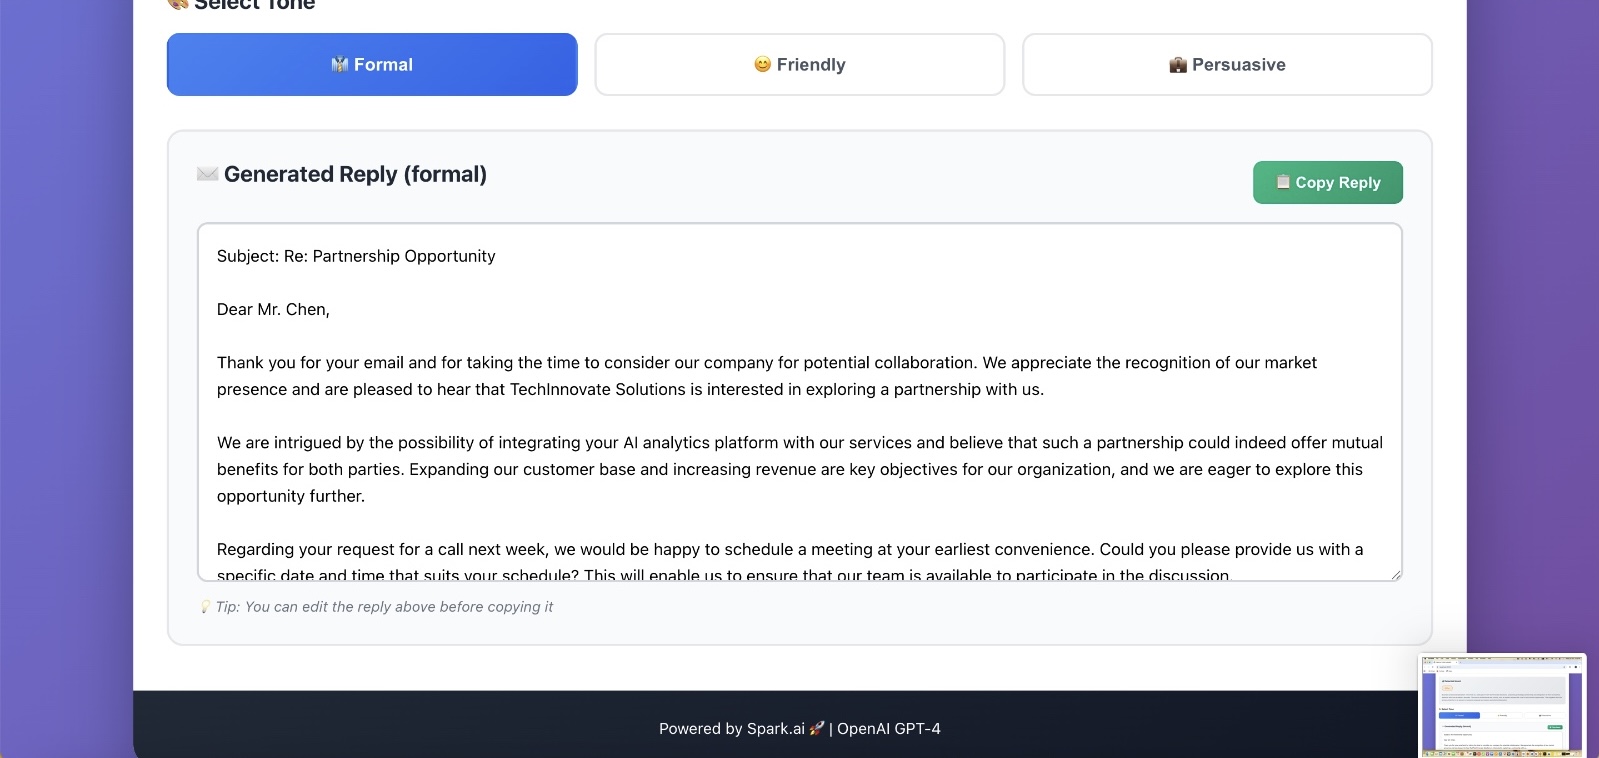 🎨 Select Tone
👔 Formal
😊 Friendly
💼 Persuasive
✉️ Generated Reply (formal)
📋 Copy Reply
Subject: Re: Partnership Opportunity
Dear Mr. Chen,
Thank you for your email and for taking the time to consider our company for potential collaboration. We appreciate the recognition of our market
presence and are pleased to hear that TechInnovate Solutions is interested in exploring a partnership with us.
We are intrigued by the possibility of integrating your AI analytics platform with our services and believe that such a partnership could indeed offer mutual
benefits for both parties. Expanding our customer base and increasing revenue are key objectives for our organization, and we are eager to explore this
opportunity further.
Regarding your request for a call next week, we would be happy to schedule a meeting at your earliest convenience. Could you please provide us with a
specific date and time that suits your schedule? This will enable us to ensure that our team is available to participate in the discussion.
💡 Tip: You can edit the reply above before copying it
Powered by Spark.ai 🚀 | OpenAI GPT-4